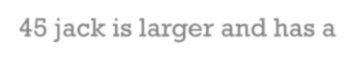 45 jack is larger and has a